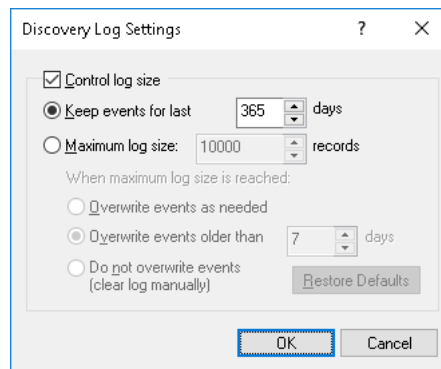 Discovery Log Settings ?
Control log size
Keep events for last 365 days
Maximum log size: 10000 records
When maximum log size is reached:
Overwrite events as needed
Overwrite events older than 7 days
Do not overwrite events
(clear log manually) Restore Defaults
OK Cancel